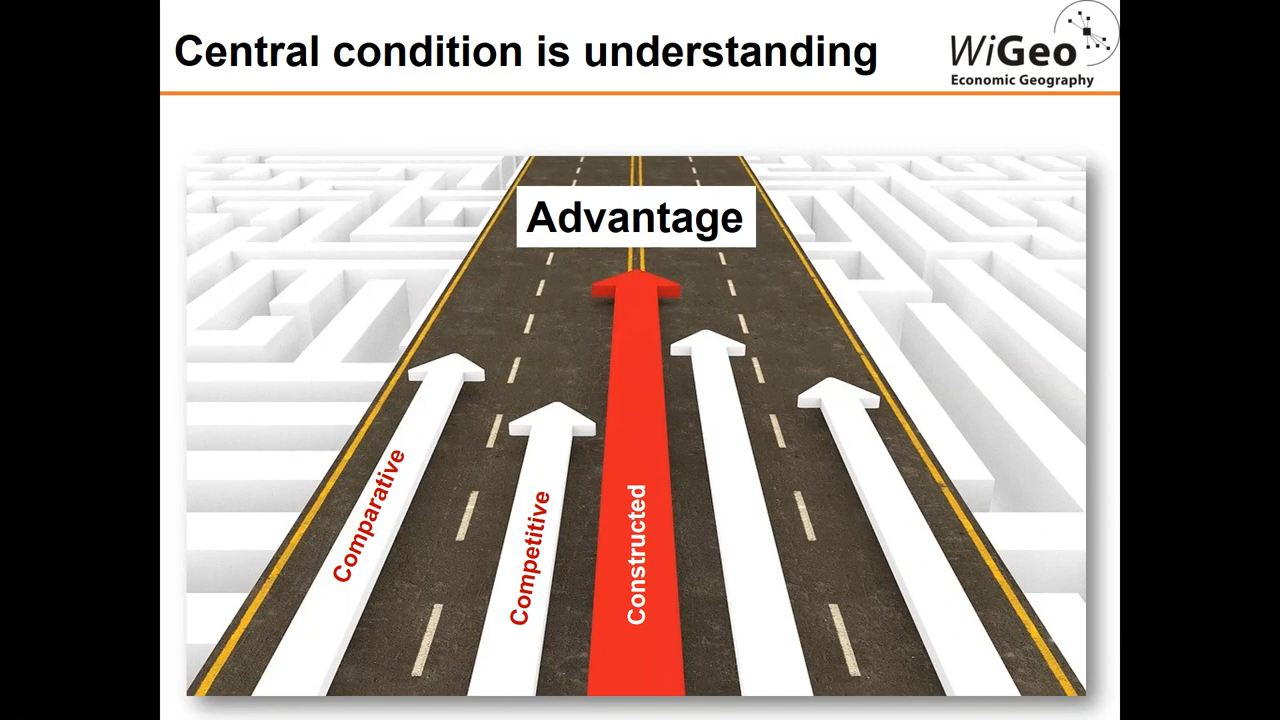 Central condition is understanding
WiGeo
Economic Geography
Advantage
Comparative
Competitive
Constructed